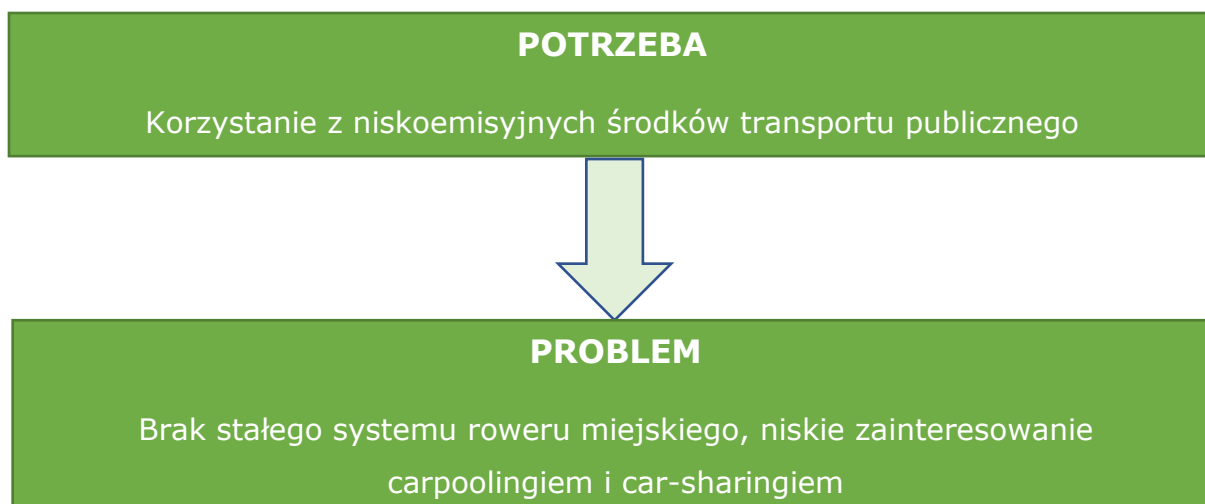 POTRZEBA
Korzystanie z niskoemisyjnych środków transportu publicznego
PROBLEM
Brak stałego systemu roweru miejskiego, niskie zainteresowanie
carpoolingiem i car-sharingiem